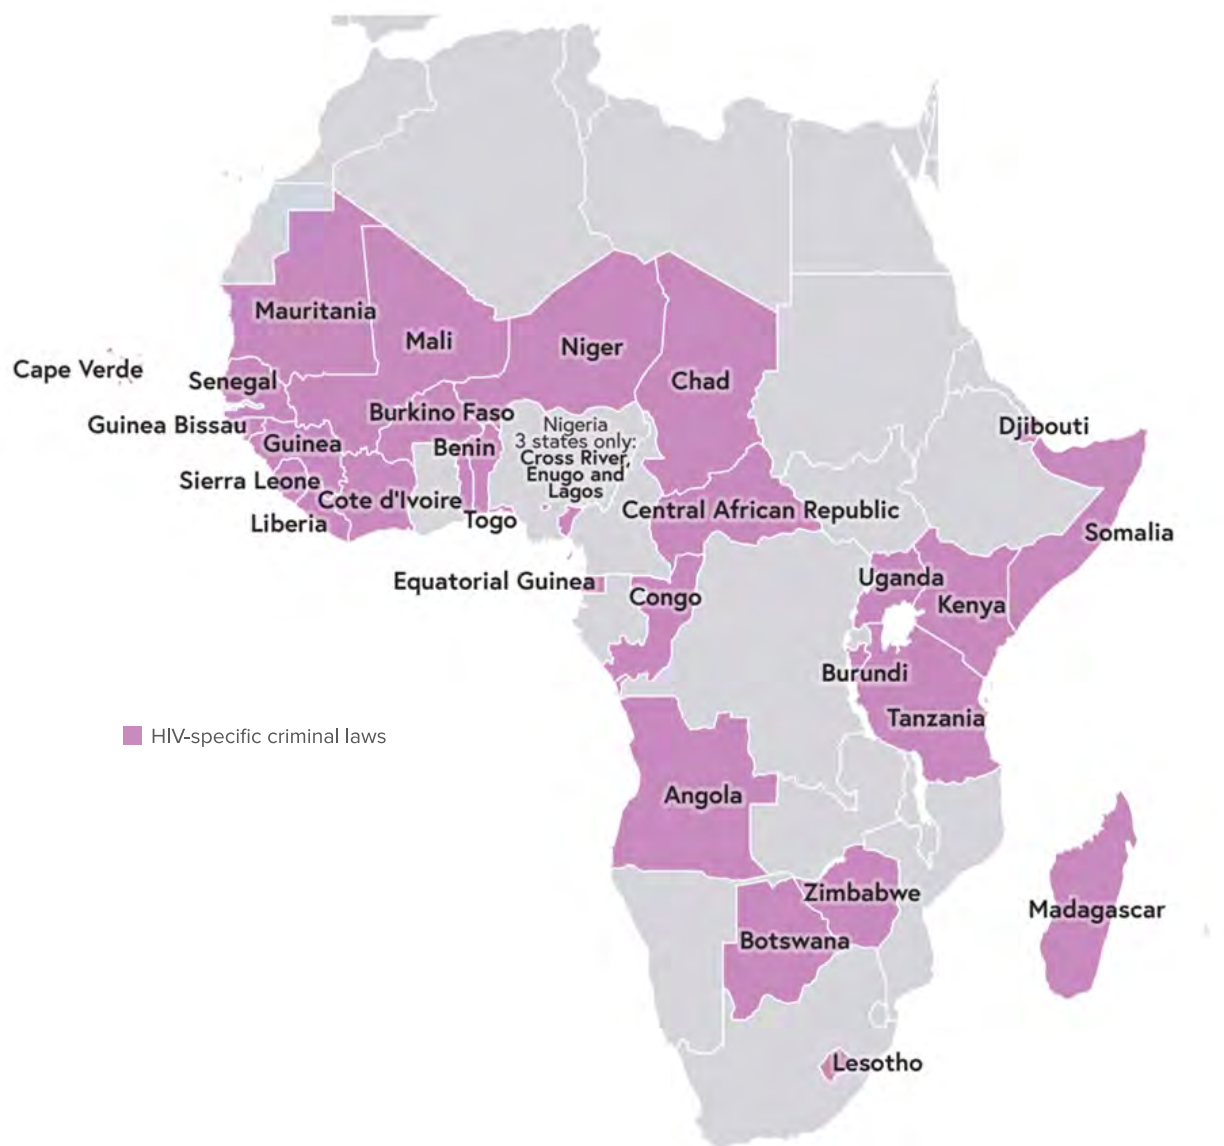 Mauritania
Mali
Niger
Chad
Cape Verde
Senegal
Guinea Bissau
Burkino Faso
Guinea
Benin
Nigeria
3 states only:
Cross River,
Enugu and
Lagos
Djibouti
Sierra Leone
Cote d'Ivoire
Liberia
Togo
Central African Republic
Somalia
Equatorial Guinea
Congo
Uganda
Kenya
Burundi
Tanzania
HIV-specific criminal laws
Angola
Zimbabwe
Madagascar
Botswana
Lesotho